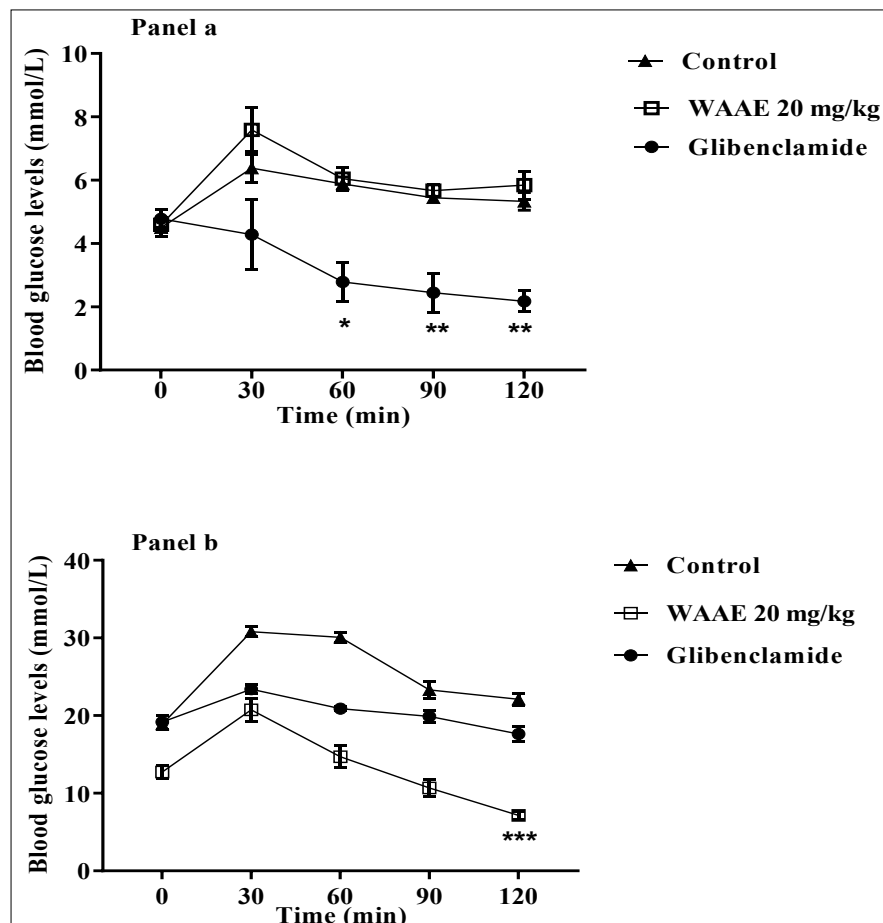 Panel a
Blood glucose levels (mmol/L)
10
8
6
4
2
0
*
**
**
0 30 60 90 120
Time (min)
Control
WAAE 20 mg/kg
Glibenclamide
Panel b
Blood glucose levels (mmol/L)
40
30
20
10
0
***
0 30 60 90 120
Time (min)
Control
WAAE 20 mg/kg
Glibenclamide